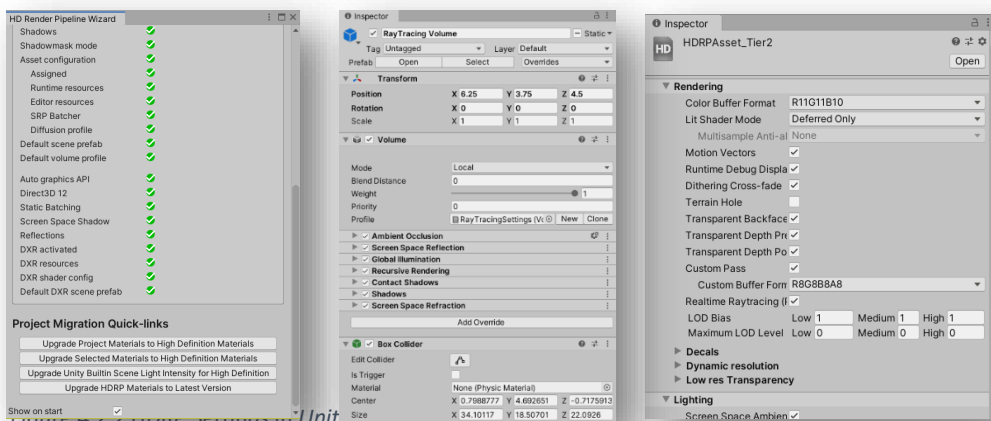 HD Render Pipeline Wizard
Shadows
Shadowmask mode
Asset configuration
Assigned
Runtime resources
Editor resources
SRP Batcher
Diffusion profile
Default scene prefab
Default volume profile
Auto graphics API
Direct3D 12
Static Batching
Screen Space Shadow
Reflections
DXR activated
DXR resources
DXR shader config
Default DXR scene prefab
Project Migration Quick-links
Upgrade Project Materials to High Definition Materials
Upgrade Selected Materials to High Definition Materials
Upgrade Unity Builtin Scene Light Intensity for High Definition
Upgrade HDRP Materials to Latest Version
Show on start
Inspector
RayTracing Volume Static
Tag Untagged Layer Default
Prefab Open Select Overrides
Transform
Position X 6.25 Y 3.75 Z 4.5
Rotation X 0 Y 0 Z 0
Scale X 1 Y 1 Z 1
Volume
Mode Local
Blend Distance 0
Weight 1
Priority 0
Profile RayTracingSettings (Vc New Clone
Ambient Occlusion
Screen Space Reflection
Global Illumination
Recursive Rendering
Contact Shadows
Shadows
Screen Space Refraction
Add Override
Box Collider
Edit Collider
Is Trigger
Material None (Physic Material)
Center X 0.7988777 Y 4.692651 Z -0.7175913
Size X 34.10117 Y 18.50701 Z 22.0926
Inspector
HD HDRPAsset_Tier2
Open
Rendering
Color Buffer Format R11G11B10
Lit Shader Mode Deferred Only
Multisample Anti-al None
Motion Vectors
Runtime Debug Displa
Dithering Cross-fade
Terrain Hole
Transparent Backface
Transparent Depth Pre
Transparent Depth Po
Custom Pass
Custom Buffer Form R8G8B8A8
Realtime Raytracing (
LOD Bias Low 1 Medium 1 High 1
Maximum LOD Level Low 0 Medium 0 High 0
Decals
Dynamic resolution
Low res Transparency
Lighting
Screen Space Ambien
Unit